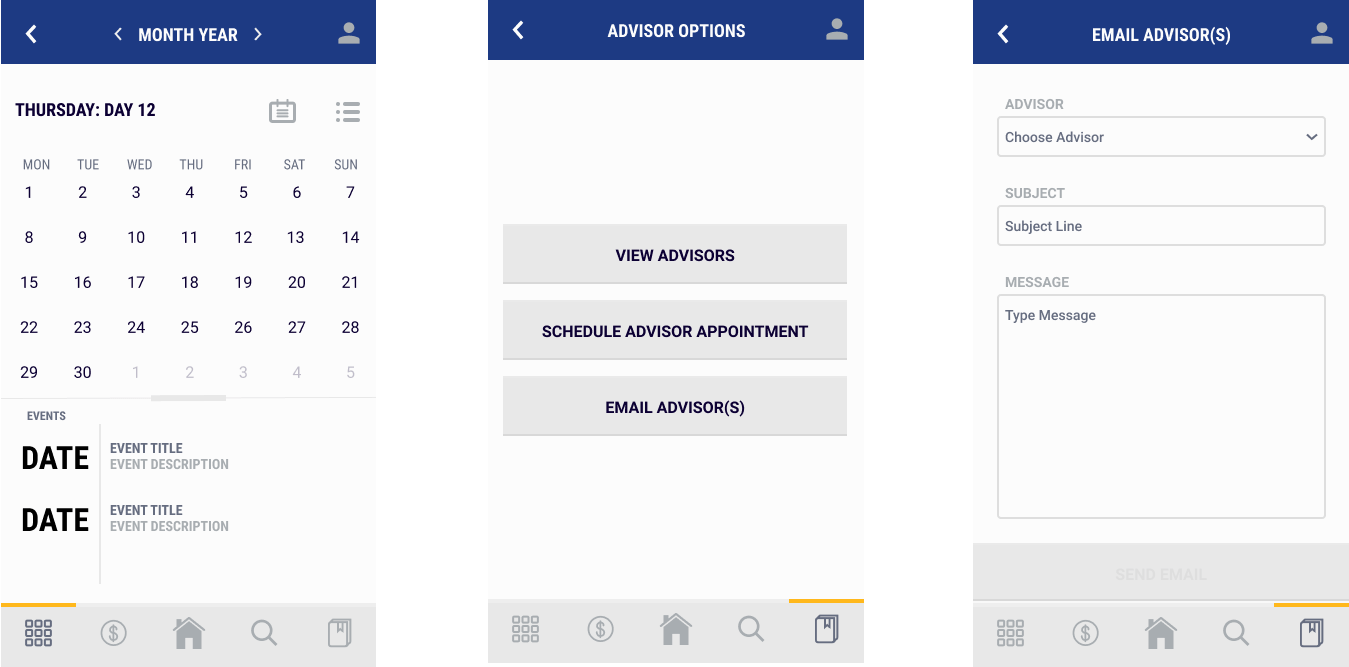 MONTH YEAR
THURSDAY: DAY 12
MON TUE WED THU FRI SAT SUN
1 2 3 4 5 6 7
8 9 10 11 12 13 14
15 16 17 18 19 20 21
22 23 24 25 26 27 28
29 30 1 2 3 4 5
EVENTS
DATE
EVENT TITLE
EVENT DESCRIPTION
DATE
EVENT TITLE
EVENT DESCRIPTION
$
ADVISOR OPTIONS
VIEW ADVISORS
SCHEDULE ADVISOR APPOINTMENT
EMAIL ADVISOR(S)
$
EMAIL ADVISOR(S)
ADVISOR
Choose Advisor
SUBJECT
Subject Line
MESSAGE
Type Message
SEND EMAIL
$